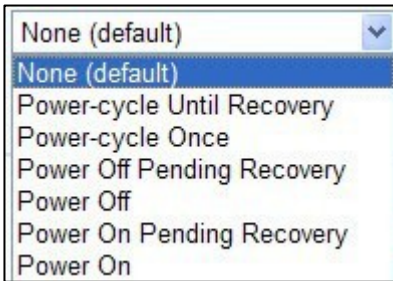 None (default)
None (default)
Power-cycle Until Recovery
Power-cycle Once
Power Off Pending Recovery
Power Off
Power On Pending Recovery
Power On